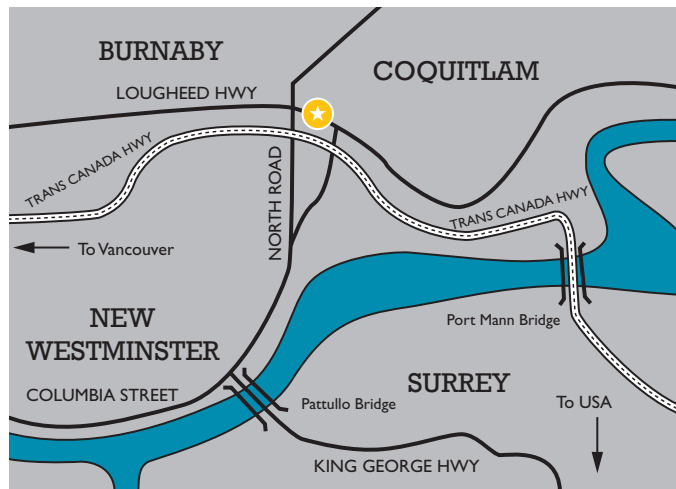 BURNABY
COQUITLAM
LOUGHEED HWY
TRANS CANADA HWY
NORTH ROAD
TRANS CANADA HWY
To Vancouver
NEW
WESTMINSTER
Port Mann Bridge
COLUMBIA STREET
SURREY
Pattullo Bridge
To USA
KING GEORGE HWY